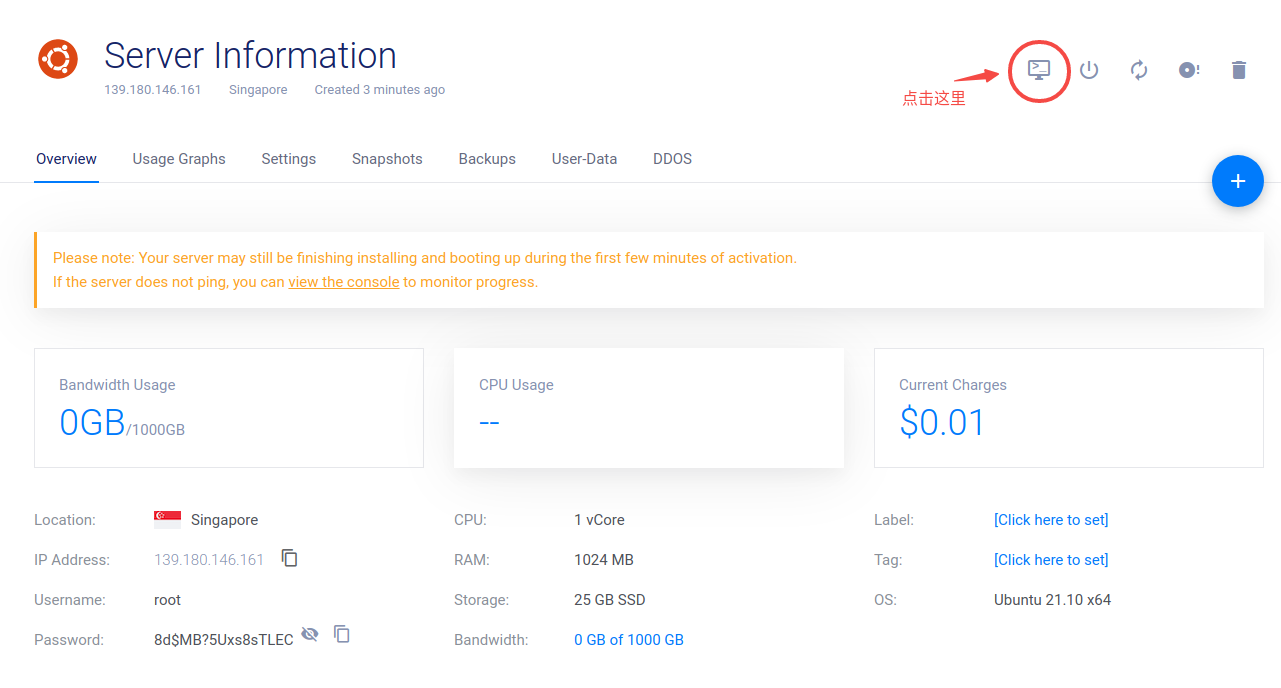 Server Information
139.180.146.161 Singapore Created 3 minutes ago
点击这里
Overview Usage Graphs Settings Snapshots Backups User-Data DDOS
Please note: Your server may still be finishing installing and booting up during the first few minutes of activation.
If the server does not ping, you can view the console to monitor progress.
Bandwidth Usage
0GB/1000GB
CPU Usage
--
Current Charges
$0.01
Location: Singapore
IP Address: 139.180.146.161
Username: root
Password: 8d$MB?5Uxs8sTLEC
CPU: 1 vCore
RAM: 1024 MB
Storage: 25 GB SSD
Bandwidth: 0 GB of 1000 GB
Label: [Click here to set]
Tag: [Click here to set]
OS: Ubuntu 21.10 x64